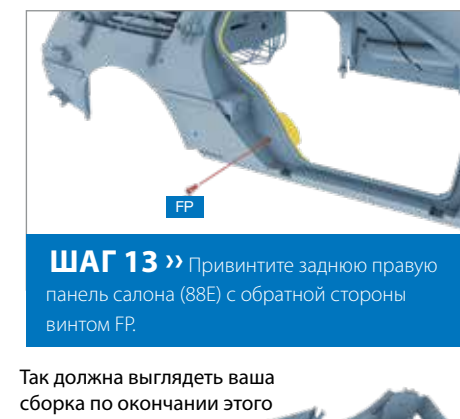 FP
ШАГ 13 ›› Привинтите заднюю правую
панель салона (88E) с обратной стороны
винтом FP.
Так должна выглядеть ваша
сборка по окончании этого